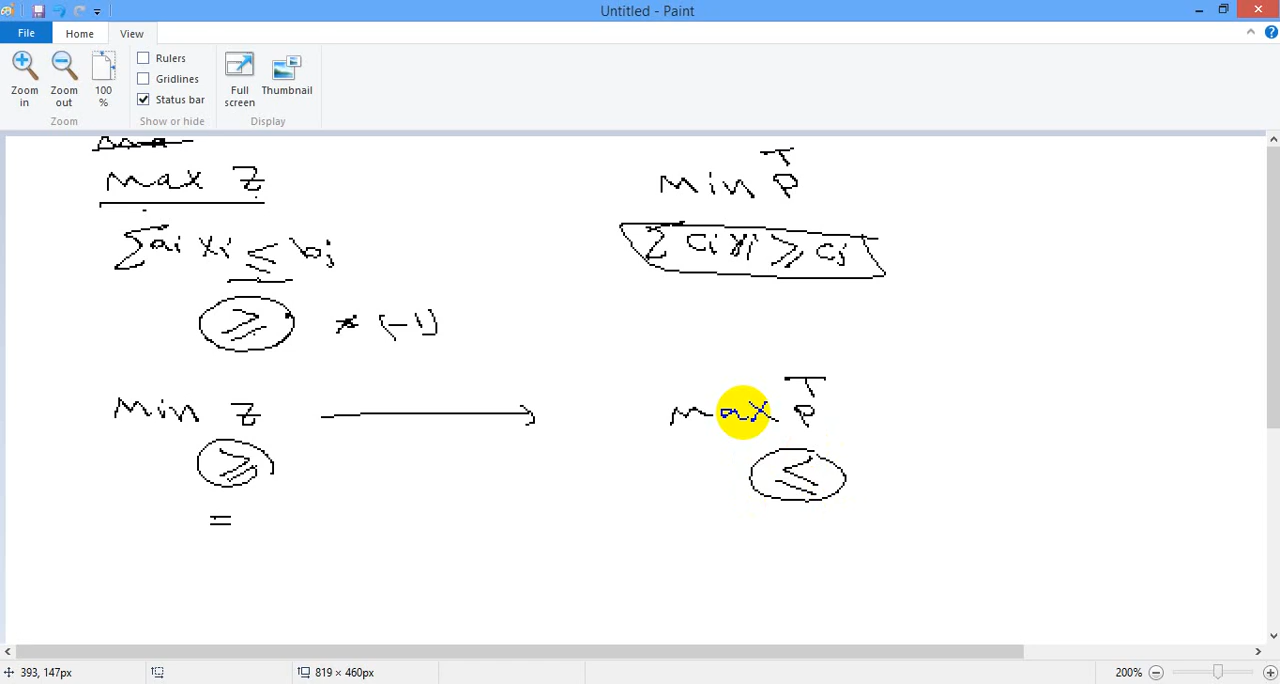 Untitled - Paint
File Home View
Zoom in
Zoom out
100 %
Rulers
Gridlines
Status bar
Full screen
Thumbnail
Zoom
Show or hide
Display
Max Z
Min P
T
∑ ai xi ≤ bj
∑ ci yi ≥ cj
≥ * (-1)
Min Z
max P
T
≥
≤
=
393, 147px
819 × 460px
200%